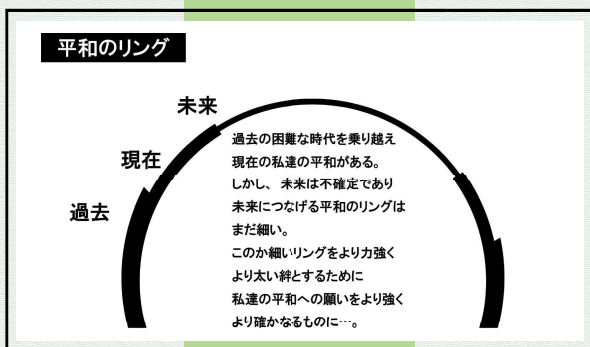 平和のリング
未来
現在
過去
過去の困難な時代を乗り越え
現在の私達の平和がある。
しかし、未来は不確定であり
未来につなげる平和のリングは
まだ細い。
このか細いリングをより力強く
より太い絆とするために
私達の平和への願いをより強く
より確かなるものに…。